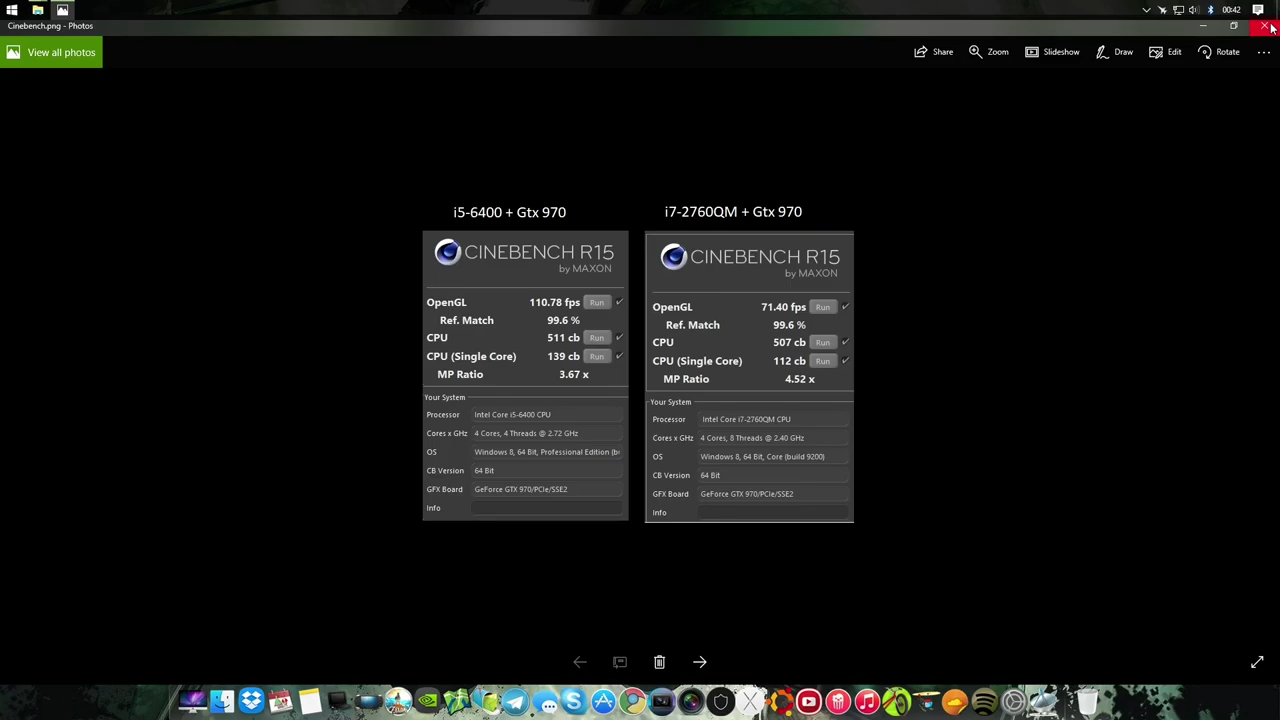 00:42
Cinebench.png - Photos
View all photos
Share
Zoom
Slideshow
Draw
Edit
Rotate
i5-6400 + Gtx 970
CINEBENCH R15
by MAXON
OpenGL 110.78 fps Run
Ref. Match 99.6 %
CPU 511 cb Run
CPU (Single Core) 139 cb Run
MP Ratio 3.67 x
Your System
Processor Intel Core i5-6400 CPU
Cores x GHz 4 Cores, 4 Threads @ 2.72 GHz
OS Windows 8, 64 Bit, Professional Edition (b
CB Version 64 Bit
GFX Board GeForce GTX 970/PCIe/SSE2
Info
i7-2760QM + Gtx 970
CINEBENCH R15
by MAXON
OpenGL 71.40 fps Run
Ref. Match 99.6 %
CPU 507 cb Run
CPU (Single Core) 112 cb Run
MP Ratio 4.52 x
Your System
Processor Intel Core i7-2760QM CPU
Cores x GHz 4 Cores, 8 Threads @ 2.40 GHz
OS Windows 8, 64 Bit, Core (build 9200)
CB Version 64 Bit
GFX Board GeForce GTX 970/PCIe/SSE2
Info